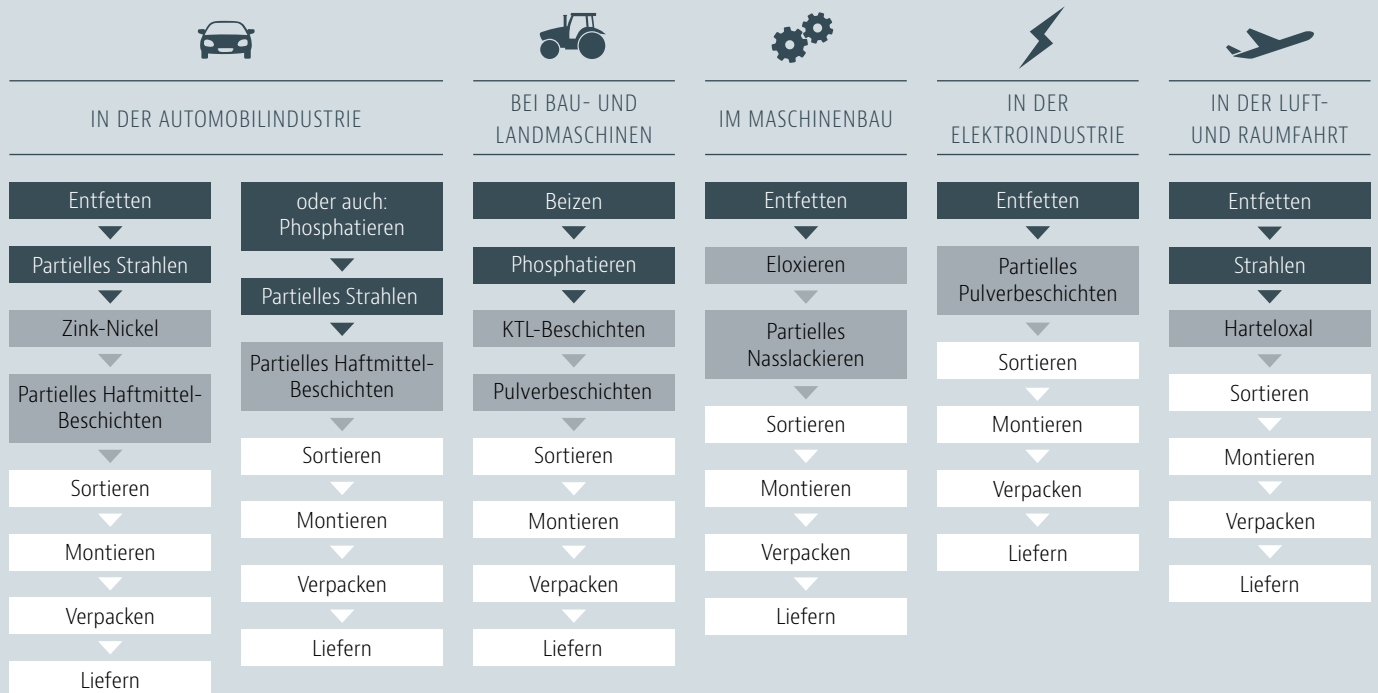 IN DER AUTOMOBILINDUSTRIE
BEI BAU- UND
LANDMASCHINEN
IM MASCHINENBAU
IN DER
ELEKTROINDUSTRIE
IN DER LUFT-
UND RAUMFAHRT
Entfetten
Partielles Strahlen
Zink-Nickel
Partielles Haftmittel-
Beschichten
Sortieren
Montieren
Verpacken
Liefern
oder auch:
Phosphatieren
Partielles Strahlen
Partielles Haftmittel-
Beschichten
Sortieren
Montieren
Verpacken
Liefern
Beizen
Phosphatieren
KTL-Beschichten
Pulverbeschichten
Sortieren
Montieren
Verpacken
Liefern
Entfetten
Eloxieren
Partielles
Nasslackieren
Sortieren
Montieren
Verpacken
Liefern
Entfetten
Partielles
Pulverbeschichten
Sortieren
Montieren
Verpacken
Liefern
Entfetten
Strahlen
Harteloxal
Sortieren
Montieren
Verpacken
Liefern